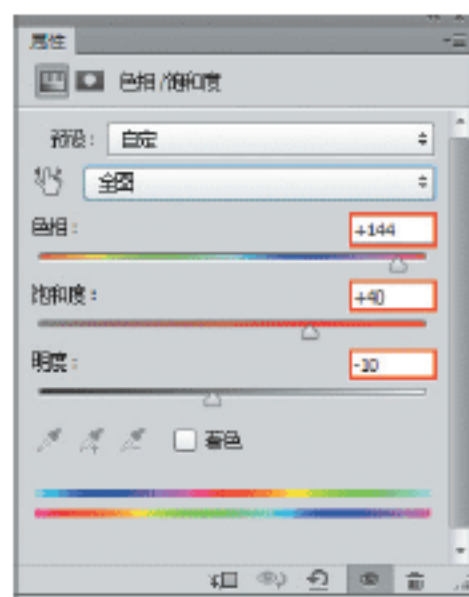 属性
色相/饱和度
预设： 自定
全图
色相： +144
饱和度： +40
明度： -10
着色